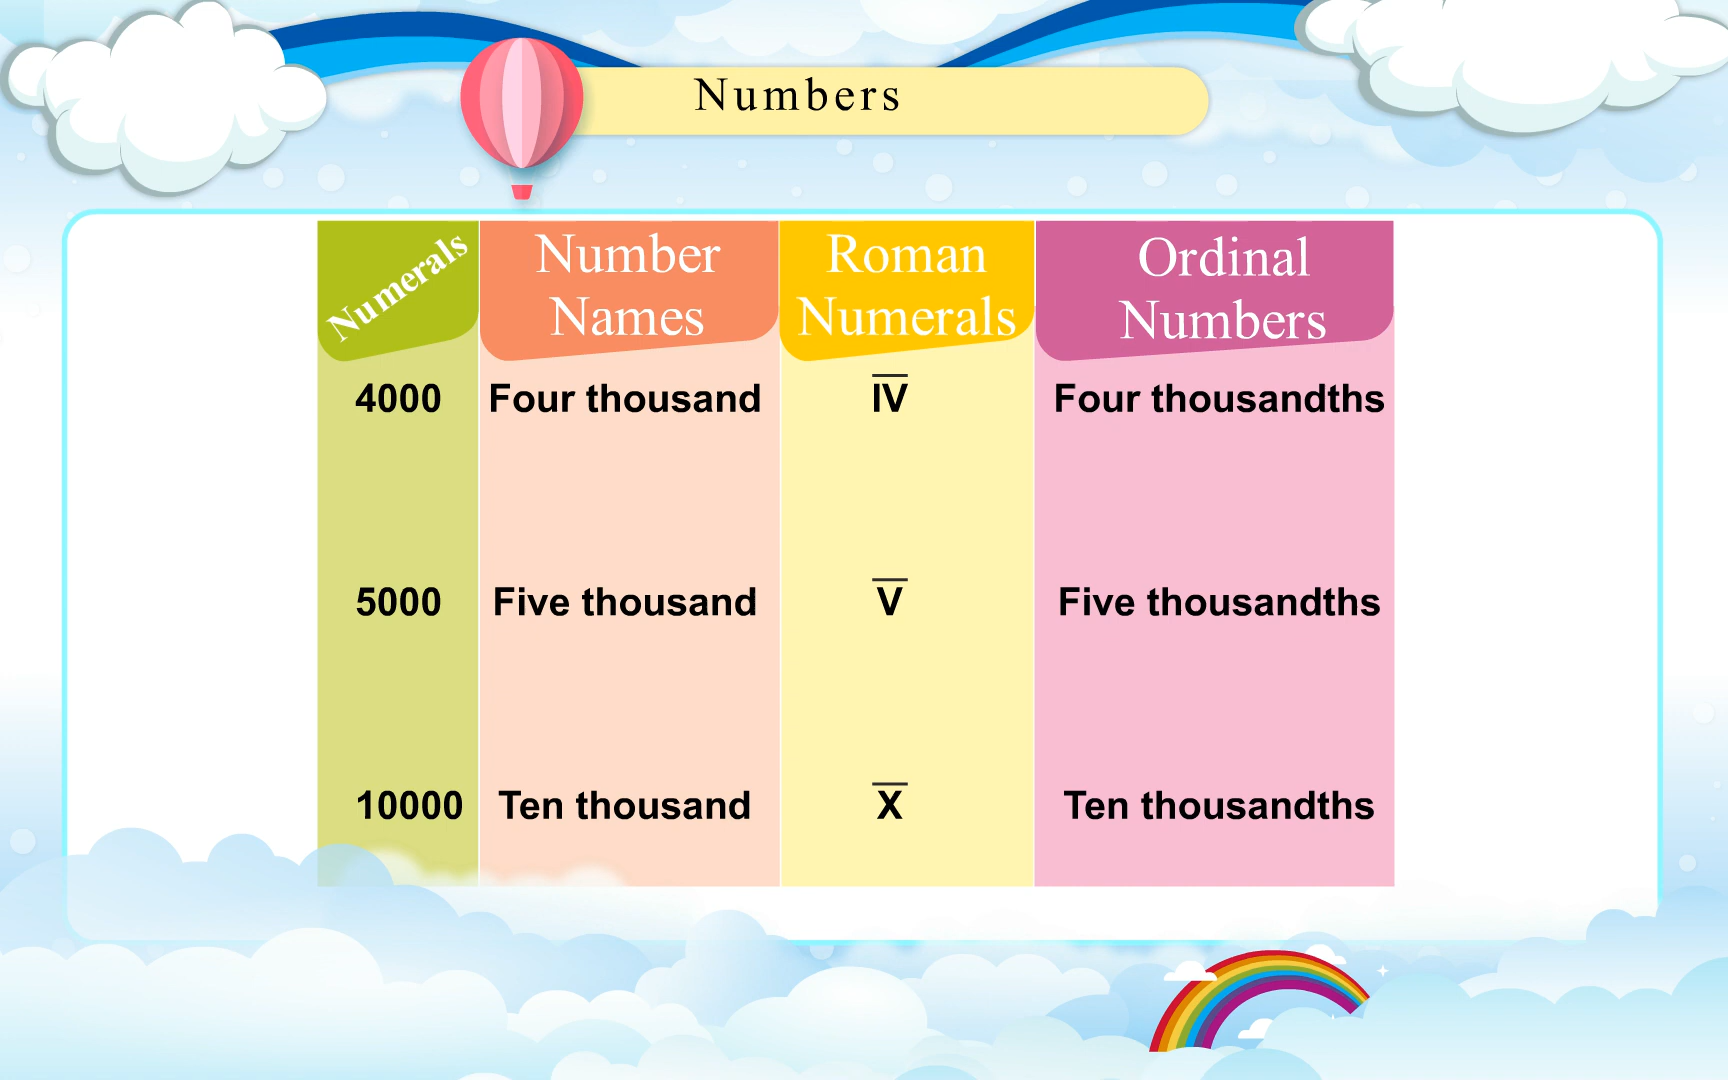 Numbers
Numerals
Number
Names
Roman
Numerals
Ordinal
Numbers
4000 Four thousand I̅V̅ Four thousandths
5000 Five thousand V̅ Five thousandths
10000 Ten thousand X̅ Ten thousandths